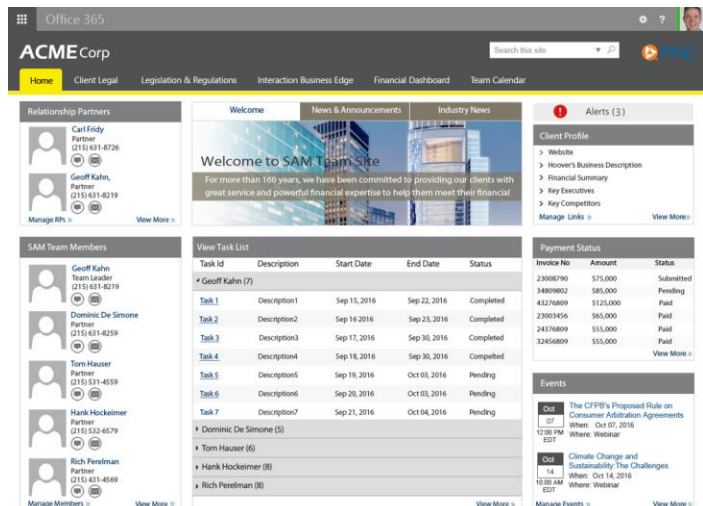 Office 365
?
ACME Corp
Search this site
PNC
Home
Client Legal
Legislation & Regulations
Interaction Business Edge
Financial Dashboard
Team Calendar
Relationship Partners
Carl Fridy
Partner
(215) 631-8726
Geoff Kahn,
Partner
(215) 631-8219
Manage RPs »
View More »
SAM Team Members
Geoff Kahn
Team Leader
(215) 631-8219
Dominic De Simone
Partner
(215) 631-8259
Tom Hauser
Partner
(215) 531-4559
Hank Hockeimer
Partner
(215) 532-6579
Rich Perelman
Partner
(215) 431-4569
Manage Members »
View More »
Welcome
News & Announcements
Industry News
Welcome to SAM Team Site
For more than 160 years, we have been committed to providing our clients with
great service and powerful financial expertise to help them meet their financial
View Task List
Task Id Description Start Date End Date Status
Geoff Kahn (7)
Task 1 Description1 Sep 15, 2016 Sep 22, 2016 Completed
Task 2 Description2 Sep 16 2016 Sep 23, 2016 Completed
Task 3 Description3 Sep 17, 2016 Sep 30, 2016 Completed
Task 4 Description4 Sep 18, 2016 Sep 30, 2016 Compelted
Task 5 Description5 Sep 19, 2016 Oct 03, 2016 Pending
Task 6 Description6 Sep 20, 2016 Oct 03, 2016 Pending
Task 7 Description7 Sep 21, 2016 Oct 04, 2016 Pending
Dominic De Simone (5)
Tom Hauser (6)
Hank Hockeimer (8)
Rich Perelman (8)
View More »
Alerts (3)
Client Profile
> Website
> Hoover's Business Description
> Financial Summary
> Key Executives
> Key Competitors
Manage Links »
View More»
Payment Status
Invoice No Amount Status
23008790 $75,000 Submitted
34809802 $85,000 Pending
43276809 $125,000 Paid
23003456 $65,000 Paid
24376809 $55,000 Paid
32456809 $55,000 Paid
View More »
Events
Oct
07
12:00 PM
EDT
The CFPB's Proposed Rule on
Consumer Arbitration Agreements
When: Oct 07, 2016
Where: Webinar
Oct
14
10:00 AM
EDT
Climate Change and
Sustainability:The Challenges
When: Oct 14, 2016
Where: Webinar
Manage Events »
View More »